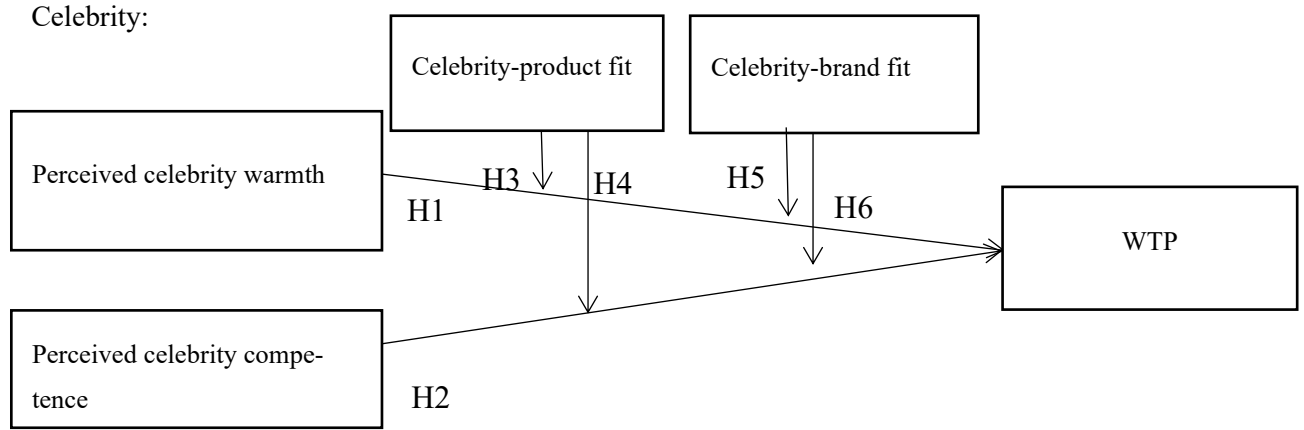 Celebrity:
Celebrity-product fit
Celebrity-brand fit
Perceived celebrity warmth
H3
H4
H5
H1
H6
WTP
Perceived celebrity compe-
tence
H2